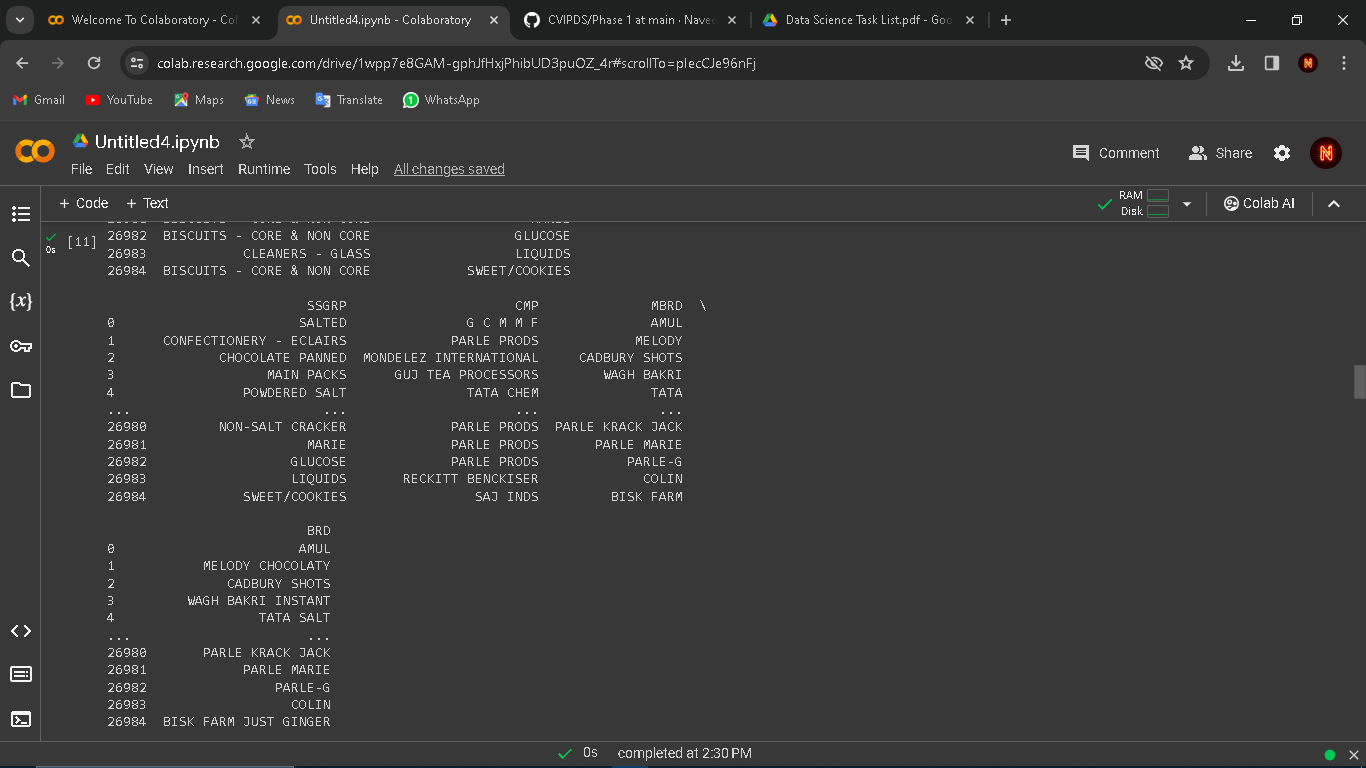 Welcome To Colaboratory - Col
Untitled4.ipynb - Colaboratory
CVIPDS/Phase 1 at main · Navee
Data Science Task List.pdf - Goo
colab.research.google.com/drive/1wpp7e8GAM-gphJfHxjPhibUD3puOZ_4r#scrollTo=pIecCJe96nFj
Gmail YouTube Maps News Translate WhatsApp
Untitled4.ipynb
Comment Share
File Edit View Insert Runtime Tools Help All changes saved
+ Code + Text
RAM
Disk
Colab AI
0s [11]
26982 BISCUITS - CORE & NON CORE GLUCOSE
26983 CLEANERS - GLASS LIQUIDS
26984 BISCUITS - CORE & NON CORE SWEET/COOKIES
SSGRP CMP MBRD \
0 SALTED G C M M F AMUL
1 CONFECTIONERY - ECLAIRS PARLE PRODS MELODY
2 CHOCOLATE PANNED MONDELEZ INTERNATIONAL CADBURY SHOTS
3 MAIN PACKS GUJ TEA PROCESSORS WAGH BAKRI
4 POWDERED SALT TATA CHEM TATA
... ... ... ...
26980 NON-SALT CRACKER PARLE PRODS PARLE KRACK JACK
26981 MARIE PARLE PRODS PARLE MARIE
26982 GLUCOSE PARLE PRODS PARLE-G
26983 LIQUIDS RECKITT BENCKISER COLIN
26984 SWEET/COOKIES SAJ INDS BISK FARM
BRD
0 AMUL
1 MELODY CHOCOLATY
2 CADBURY SHOTS
3 WAGH BAKRI INSTANT
4 TATA SALT
... ...
26980 PARLE KRACK JACK
26981 PARLE MARIE
26982 PARLE-G
26983 COLIN
26984 BISK FARM JUST GINGER
0s completed at 2:30 PM